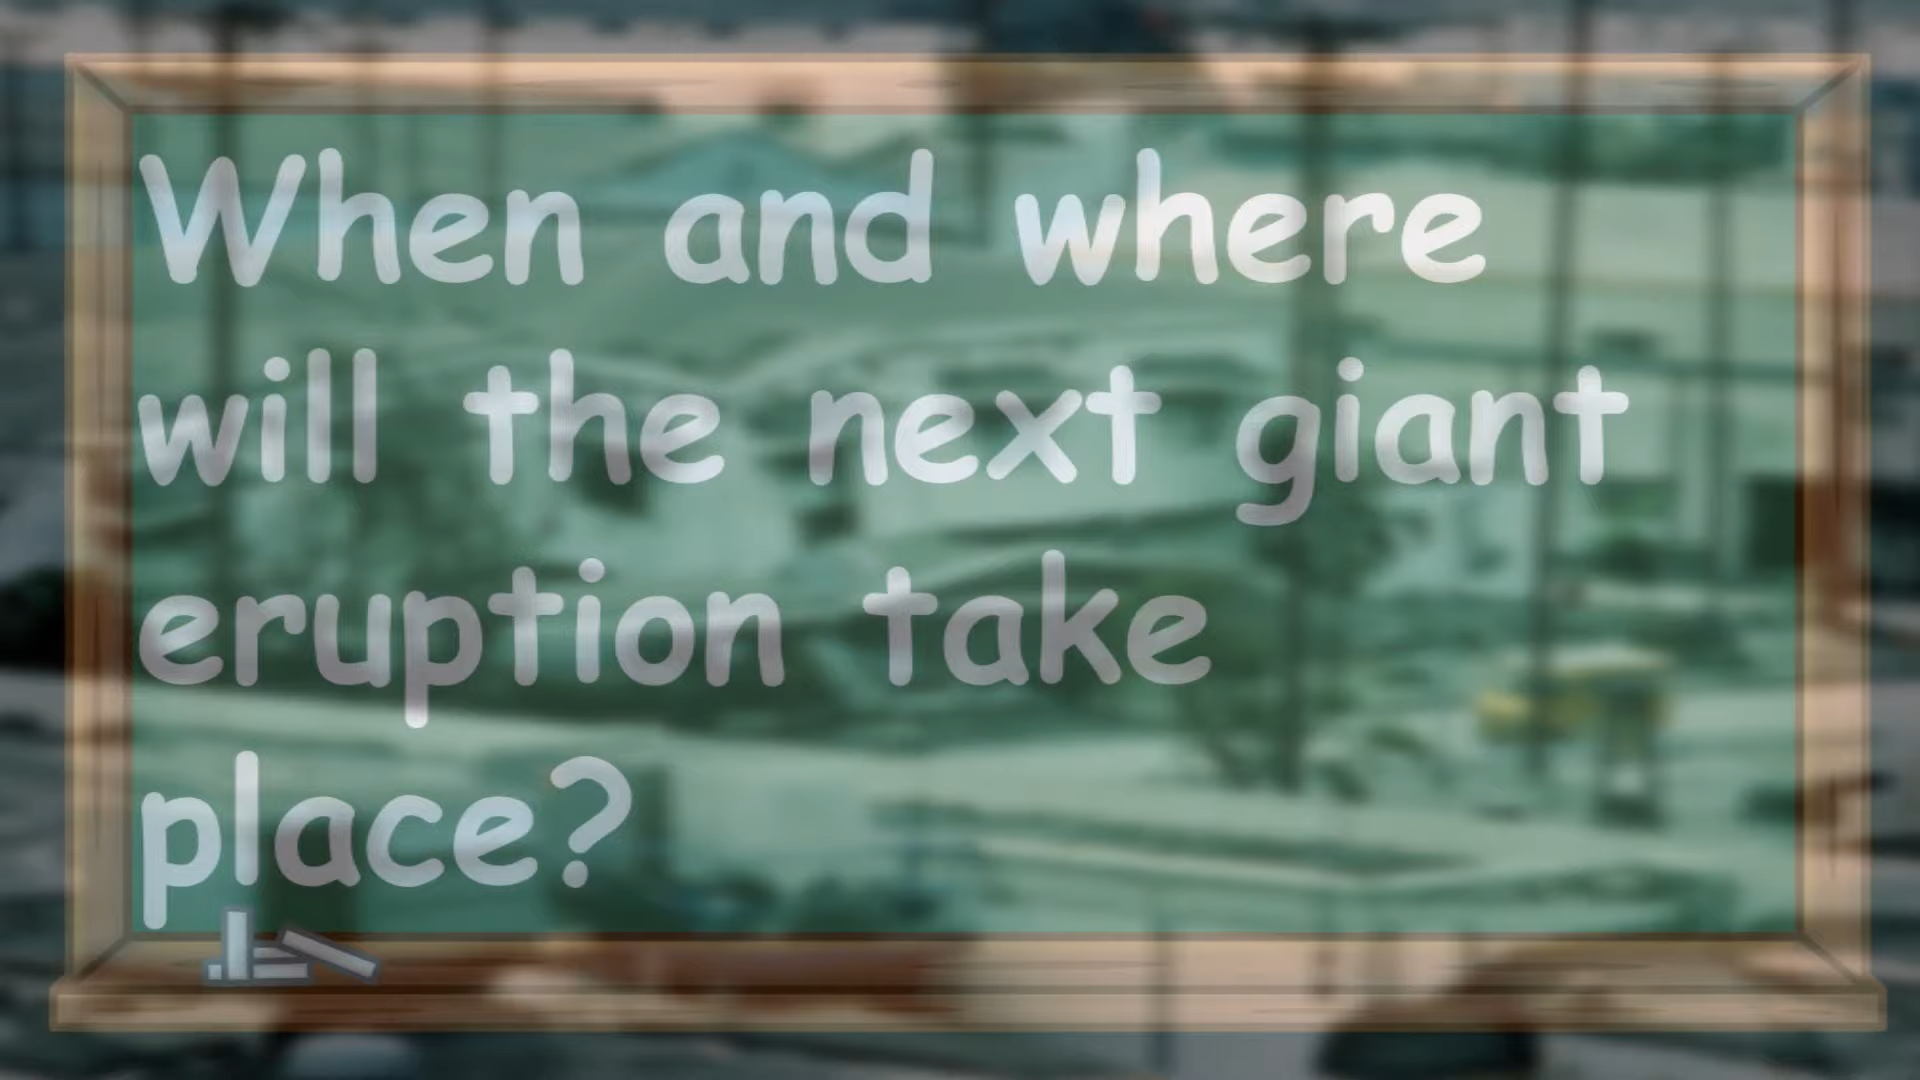 When and where
will the next giant
eruption take
place?